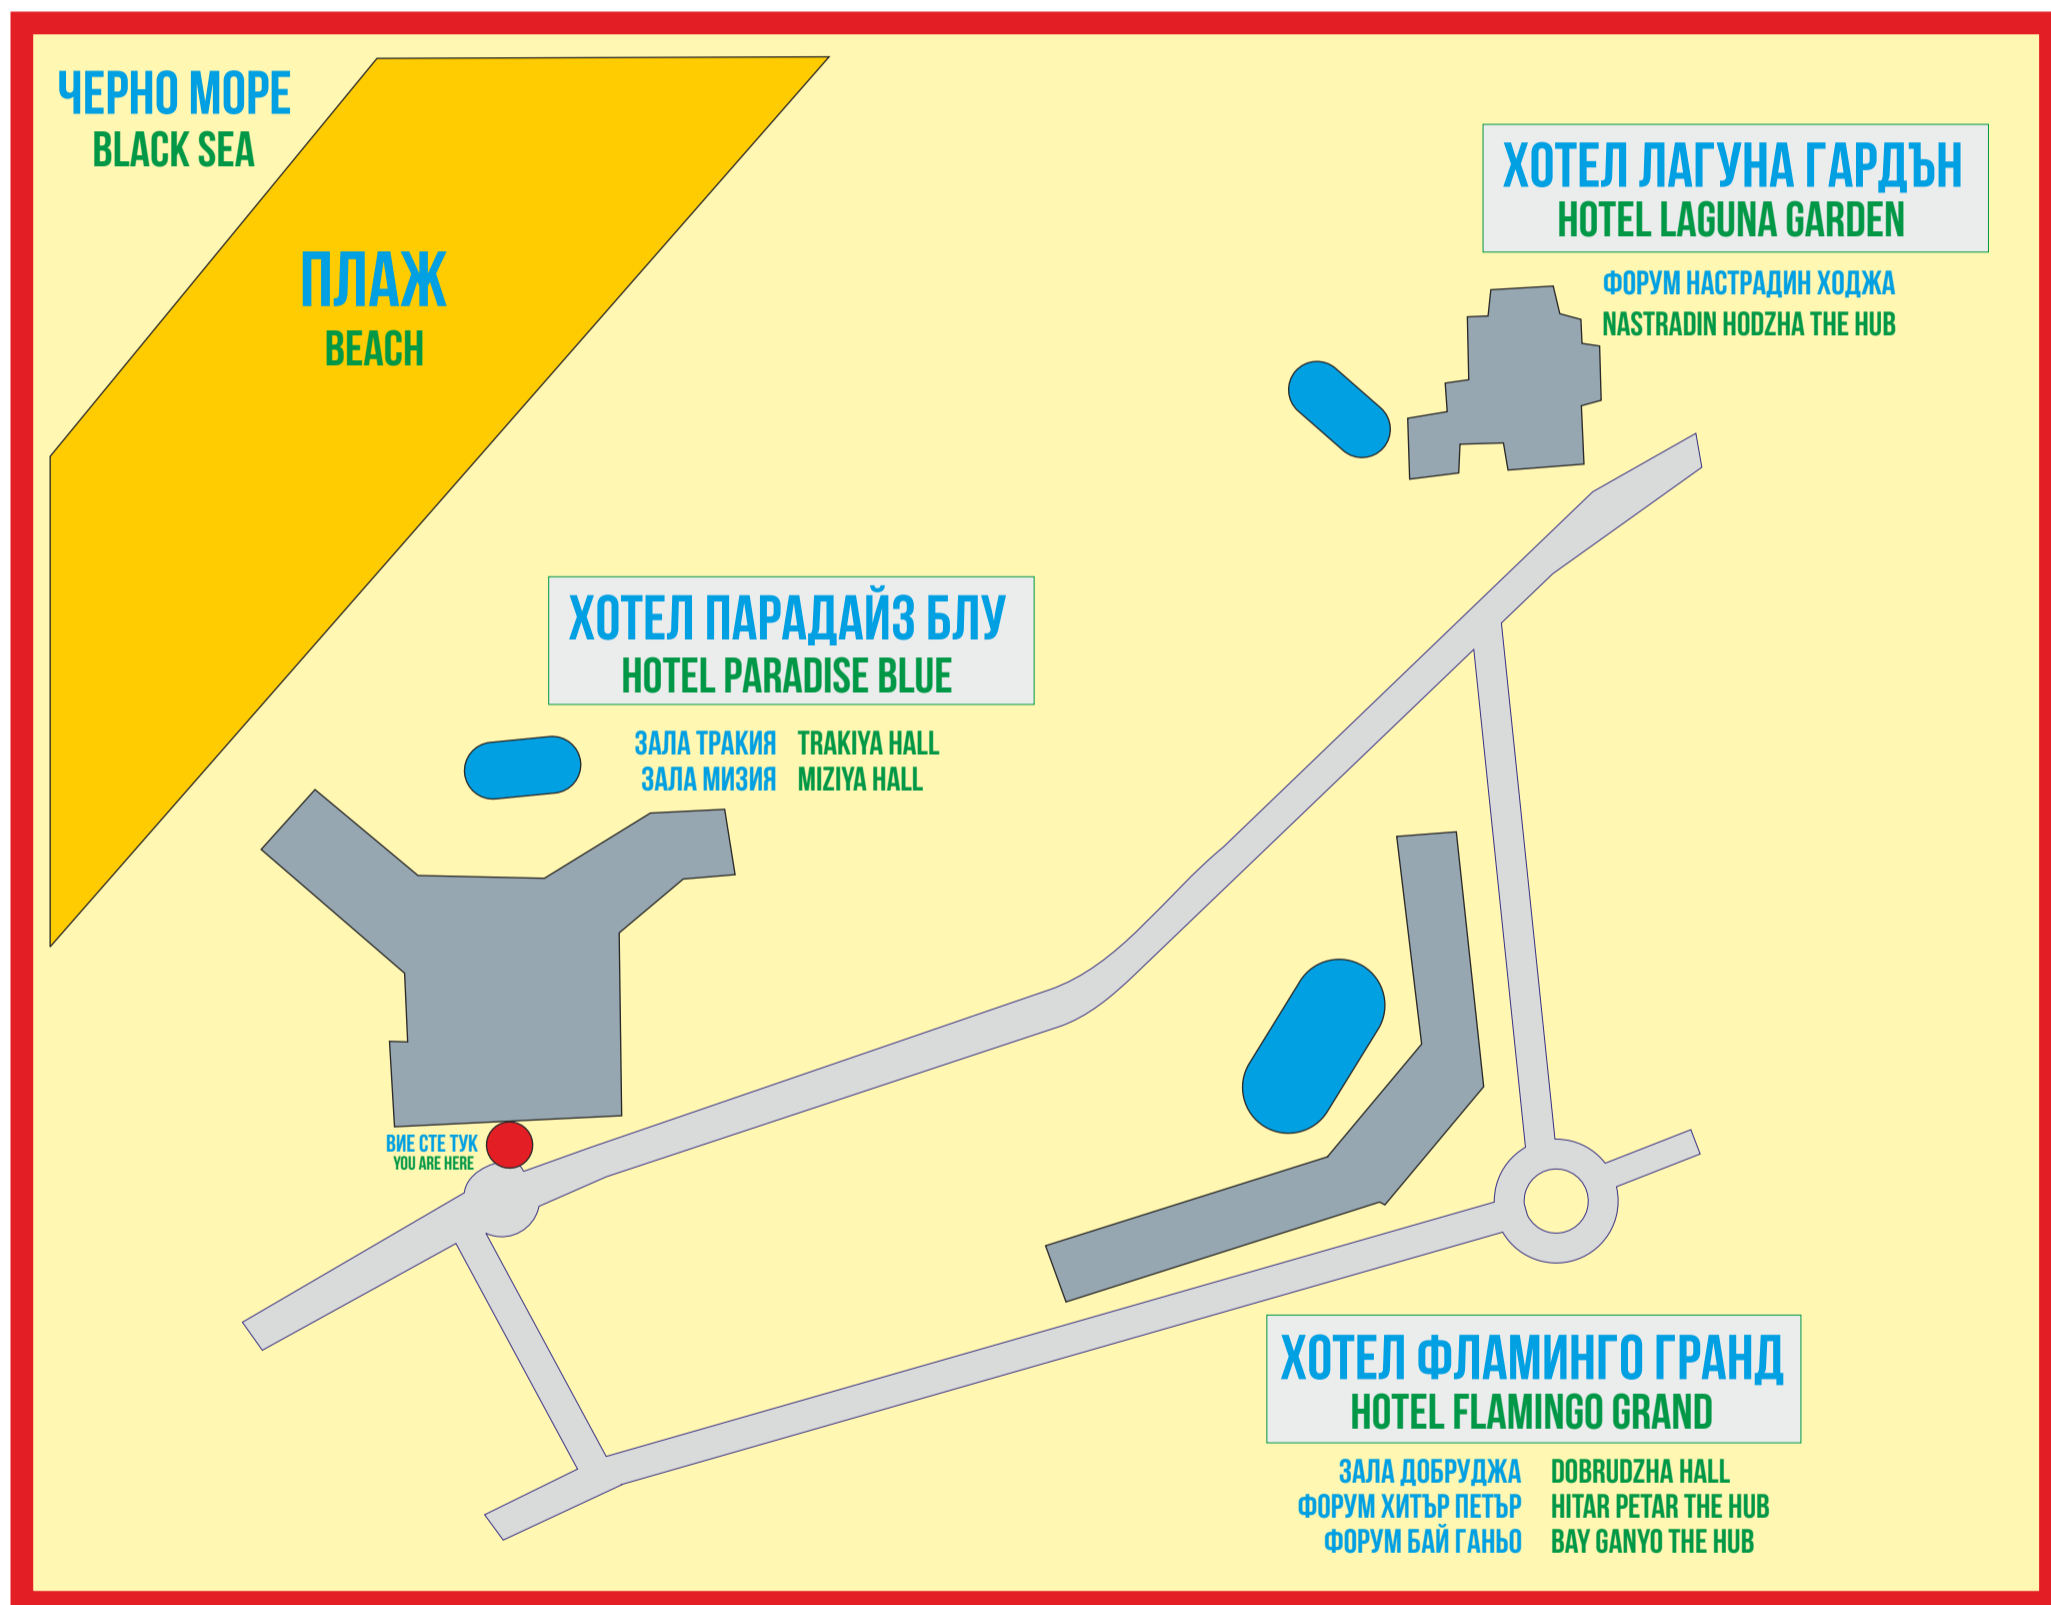 ЧЕРНО МОРЕ
BLACK SEA
ПЛАЖ
BEACH
ХОТЕЛ ЛАГУНА ГАРДЪН
HOTEL LAGUNA GARDEN
ФОРУМ НАСТРАДИН ХОДЖА
NASTRADIN HODZHA THE HUB
ХОТЕЛ ПАРАДАЙЗ БЛУ
HOTEL PARADISE BLUE
ЗАЛА ТРАКИЯ TRAKIYA HALL
ЗАЛА МИЗИЯ MIZIYA HALL
ВИЕ СТЕ ТУК
YOU ARE HERE
ХОТЕЛ ФЛАМИНГО ГРАНД
HOTEL FLAMINGO GRAND
ЗАЛА ДОБРУДЖА DOBRUDZHA HALL
ФОРУМ ХИТЪР ПЕТЪР HITAR PETAR THE HUB
ФОРУМ БАЙ ГАНЬО BAY GANYO THE HUB